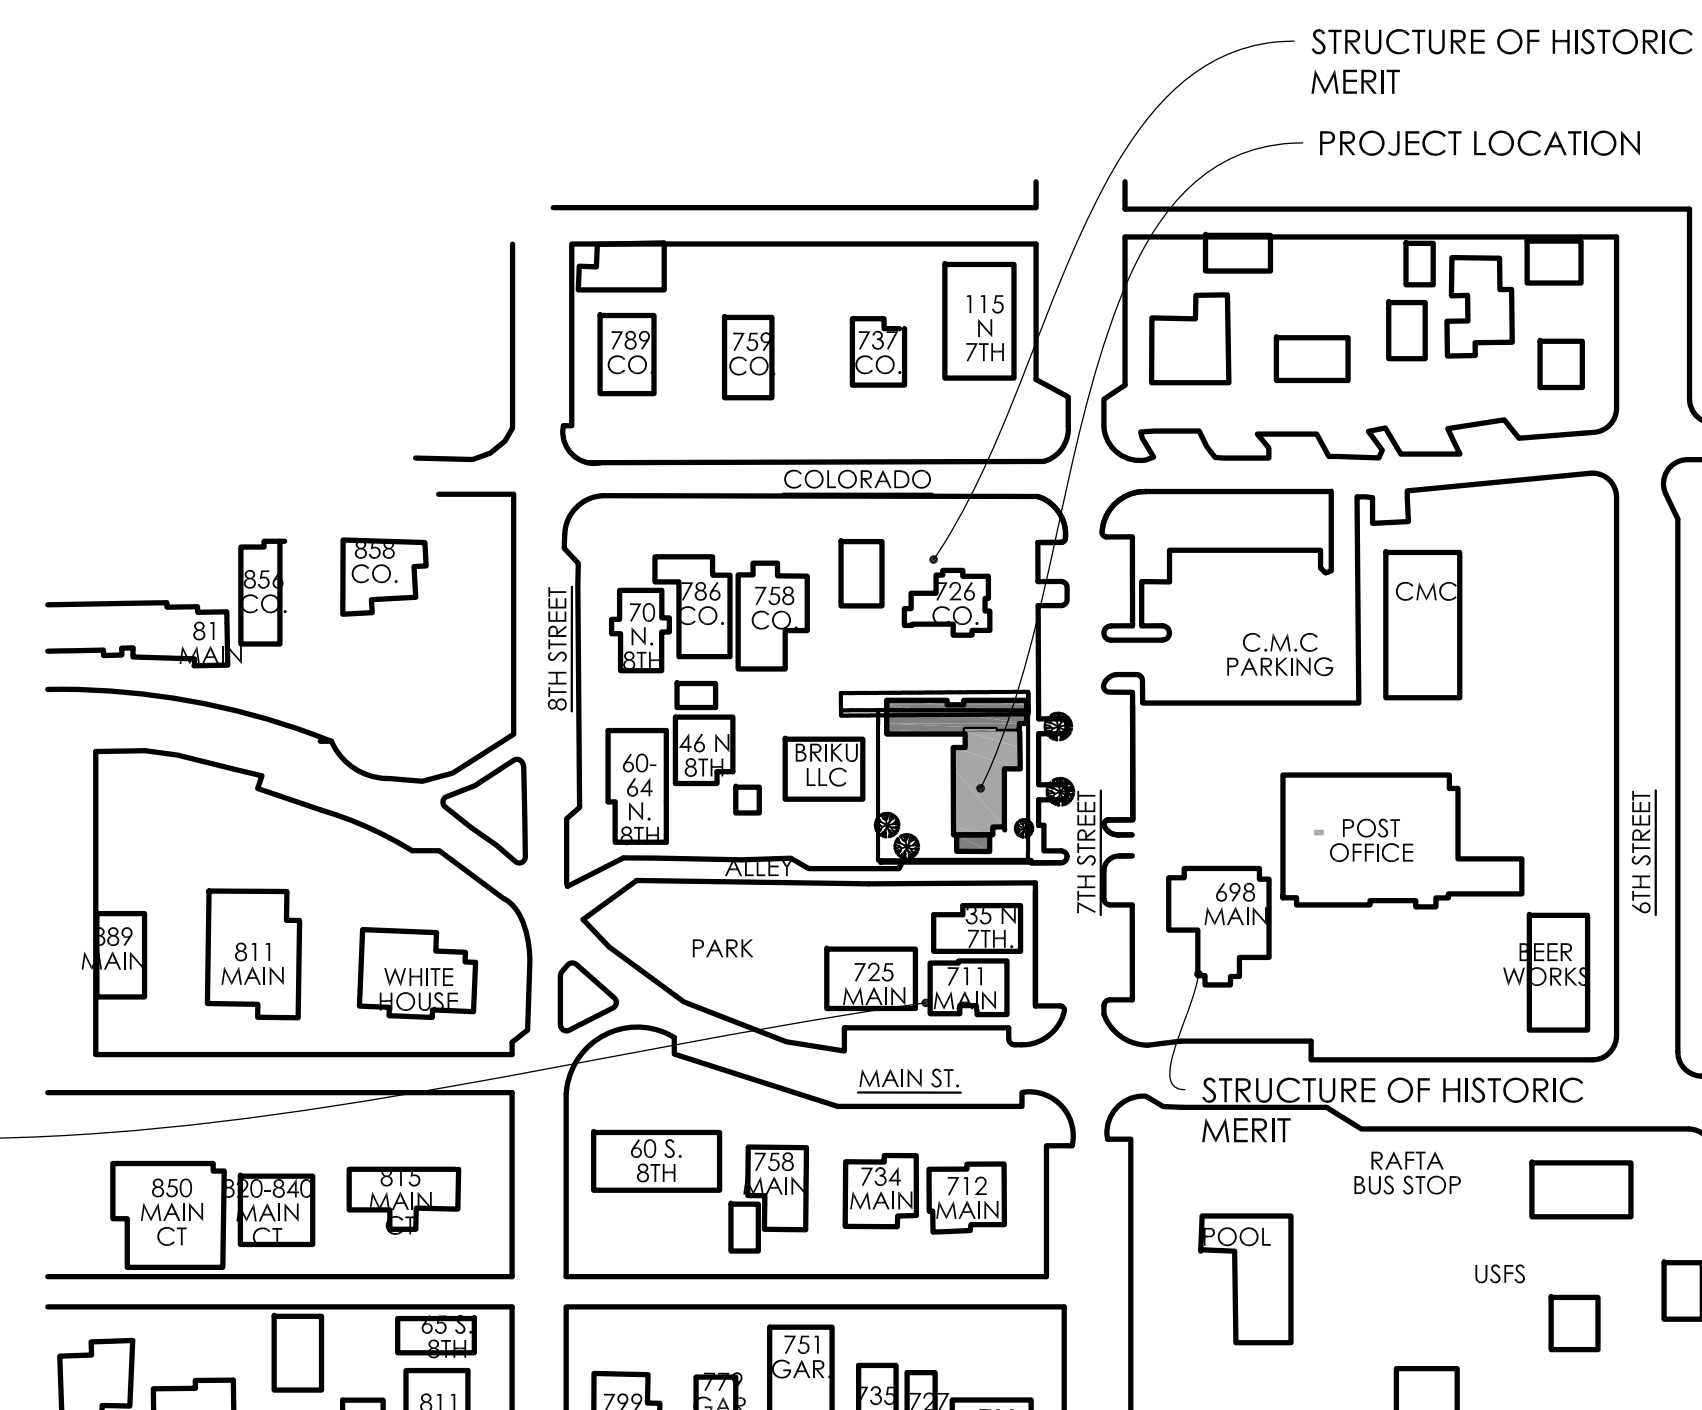 STRUCTURE OF HISTORIC
MERIT
PROJECT LOCATION
115
N
7TH
789
CO.
759
CO.
737
CO.
COLORADO
856
CO.
858
CO.
81
MAIN
8TH STREET
70
N.
8TH
786
CO.
758
CO.
726
CO.
CMC
C.M.C
PARKING
60-
64
N.
8TH
46 N
8TH
BRIKU
LLC
7TH STREET
POST
OFFICE
6TH STREET
ALLEY
889
MAIN
811
MAIN
WHITE
HOUSE
PARK
35 N
7TH.
725
MAIN
711
MAIN
698
MAIN
BEER
WORKS
MAIN ST.
STRUCTURE OF HISTORIC
MERIT
850
MAIN
CT
820-840
MAIN
CT
815
MAIN
CT
60 S.
8TH
758
MAIN
734
MAIN
712
MAIN
RAFTA
BUS STOP
POOL
USFS
65 S.
8TH
811
799
779
GAR
751
GAR.
735
727